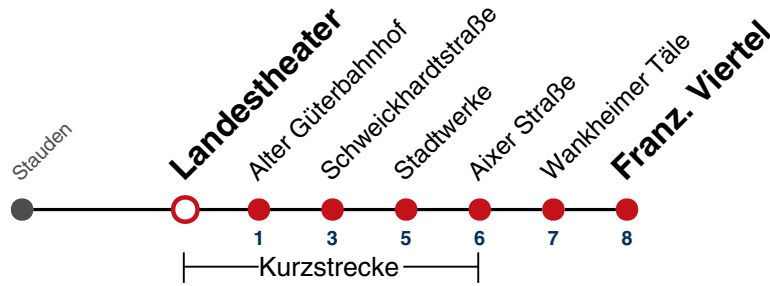 Stauden
Landestheater
Alter Güterbahnhof
Schweickhardtstraße
Stadtwerke
Aixer Straße
Wankheimer Täle
Franz. Viertel
1 3 5 6 7 8
Kurzstrecke